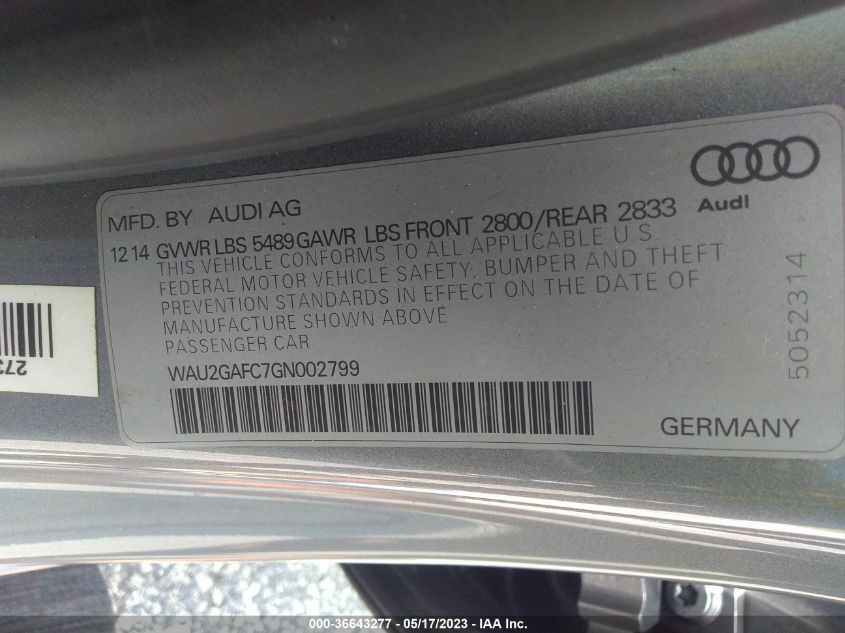 MFD. BY AUDI AG
Audi
12 14 GVWR LBS 5489 GAWR LBS FRONT 2800/REAR 2833
THIS VEHICLE CONFORMS TO ALL APPLICABLE U.S.
FEDERAL MOTOR VEHICLE SAFETY, BUMPER AND THEFT
PREVENTION STANDARDS IN EFFECT ON THE DATE OF
MANUFACTURE SHOWN ABOVE
PASSENGER CAR
WAU2GAFC7GN002799
GERMANY
5052314
000-36643277 - 05/17/2023 - IAA Inc.